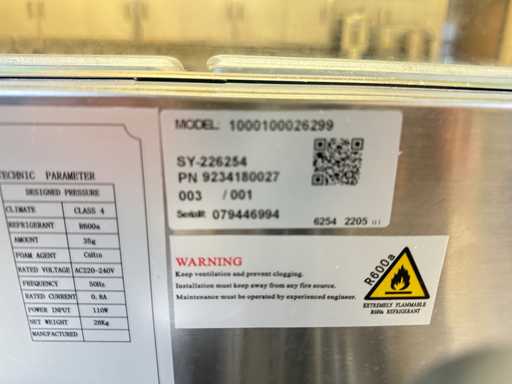 TECHNIC PARAMETER
DESIGNED PRESSURE
CLIMATE CLASS 4
REFRIGERANT R600a
AMOUNT 35g
FOAM AGENT
RATED VOLTAGE AC220-240V
FREQUENCY 50Hz
RATED CURRENT 0.8A
POWER INPUT 110W
NET WEIGHT 28Kg
MANUFACTURED
MODEL: 1000100026299
SY-226254
PN 9234180027
003 / 001
Serial#: 079446994
6254 2205 01
WARNING
Keep ventilation and prevent clogging.
Installation must keep away from any fire source.
Maintenance must be operated by experienced engineer.
R600a
EXTREMELY FLAMMABLE
R600a REFRIGERANT